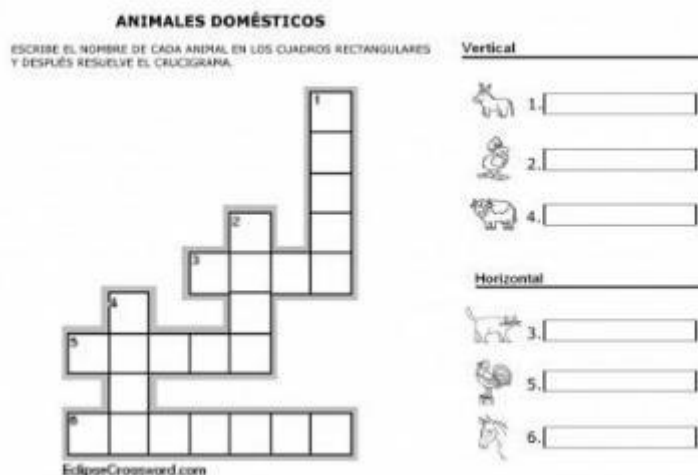 ANIMALES DOMÉSTICOS
ESCRIBE EL NOMBRE DE CADA ANIMAL EN LOS CUADROS RECTANGULARES
Y DESPUÉS RESUELVE EL CRUCIGRAMA.
1
2
3
4
5
6
EclipseCrossword.com
Vertical
1.
2.
4.
Horizontal
3.
5.
6.